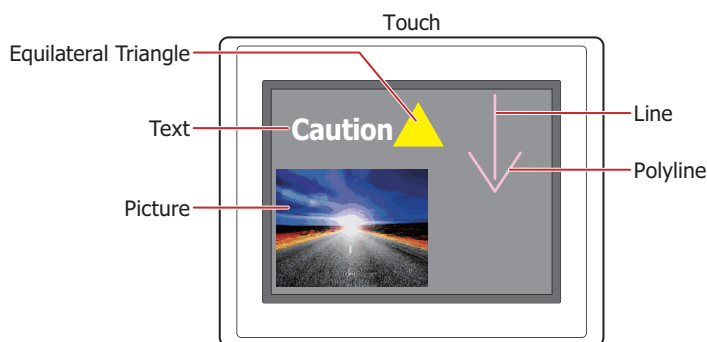 Touch
Equilateral Triangle
Text
Caution
Line
Polyline
Picture